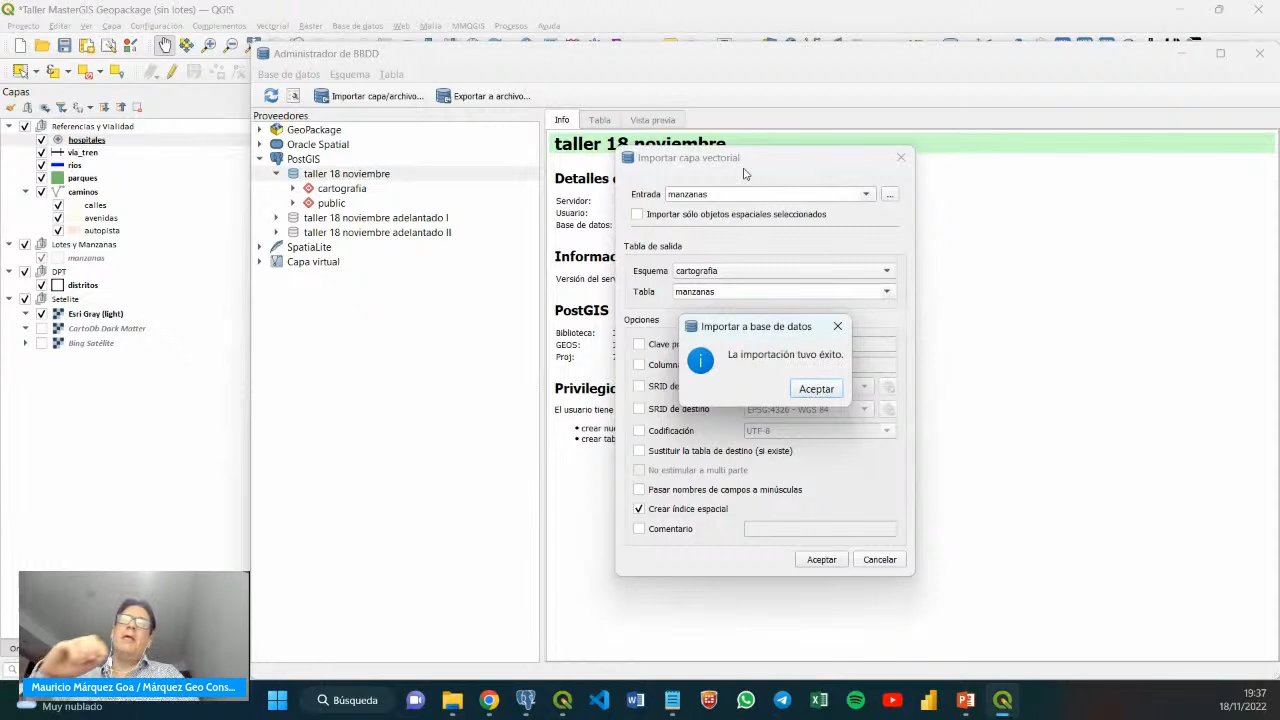 *Taller MasterGIS Geopackage (sin lotes) — QGIS
Proyecto Editar Ver Capa Configuración Complementos Vectorial Ráster Base de datos Web Malla MMQGIS Procesos Ayuda
Administrador de BBDD
Base de datos Esquema Tabla
Importar capa/archivo... Exportar a archivo...
Capas
Referencias y Vialidad
hospitales
vía_tren
rios
parques
caminos
calles
avenidas
autopista
Lotes y Manzanas
manzanas
DPT
distritos
Satelite
Esri Gray (light)
CartoDb Dark Matter
Bing Satélite
Proveedores
GeoPackage
Oracle Spatial
PostGIS
taller 18 noviembre
cartografia
public
taller 18 noviembre adelantado I
taller 18 noviembre adelantado II
SpatiaLite
Capa virtual
Info Tabla Vista previa
taller 18 noviembre
Detalles
Servidor:
Usuario:
Base de datos:
Versión del
PostGIS
Biblioteca:
GEOS:
Proj:
El usuario tiene
• crear
• crear
Importar capa vectorial
Entrada manzanas ...
Importar sólo objetos espaciales seleccionados
Tabla de salida
Esquema cartografia
Tabla manzanas
Opciones
Clave
SRID de
SRID de destino EPSG:4326 - WGS 84
Codificación UTF-8
Sustituir la tabla de destino (si existe)
No estimular a multi parte
Pasar nombres de campos a minúsculas
Crear índice espacial
Comentario
Aceptar Cancelar
Importar a base de datos
La importación tuvo éxito.
Aceptar
Mauricio Márquez Goa / Márquez Geo Cons...
Muy nublado
Búsqueda
19:37
18/11/2022